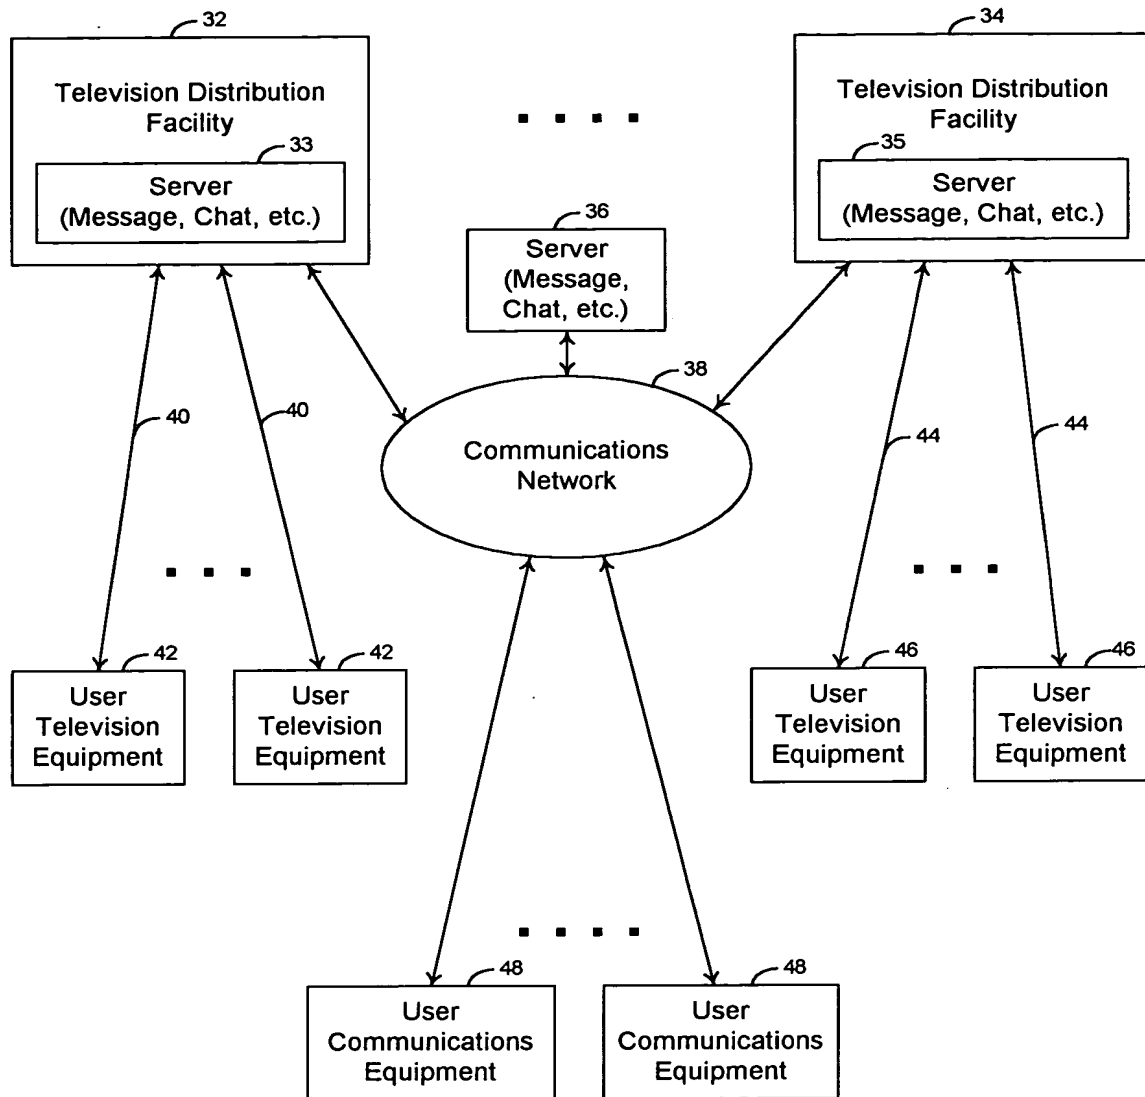 32
Television Distribution
Facility
33
Server
(Message, Chat, etc.)
34
Television Distribution
Facility
35
Server
(Message, Chat, etc.)
36
Server
(Message,
Chat, etc.)
38
Communications
Network
40
40
44
44
42
User
Television
Equipment
42
User
Television
Equipment
46
User
Television
Equipment
46
User
Television
Equipment
48
User
Communications
Equipment
48
User
Communications
Equipment